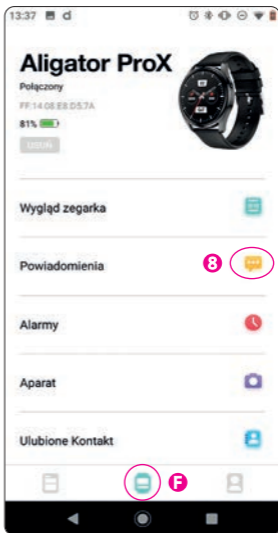 13:37
Aligator ProX
Połączony
FF:14:08:E8:D5:7A
81%
USUŃ
Wygląd zegarka
Powiadomienia
8
Alarmy
Aparat
Ulubione Kontakt
F